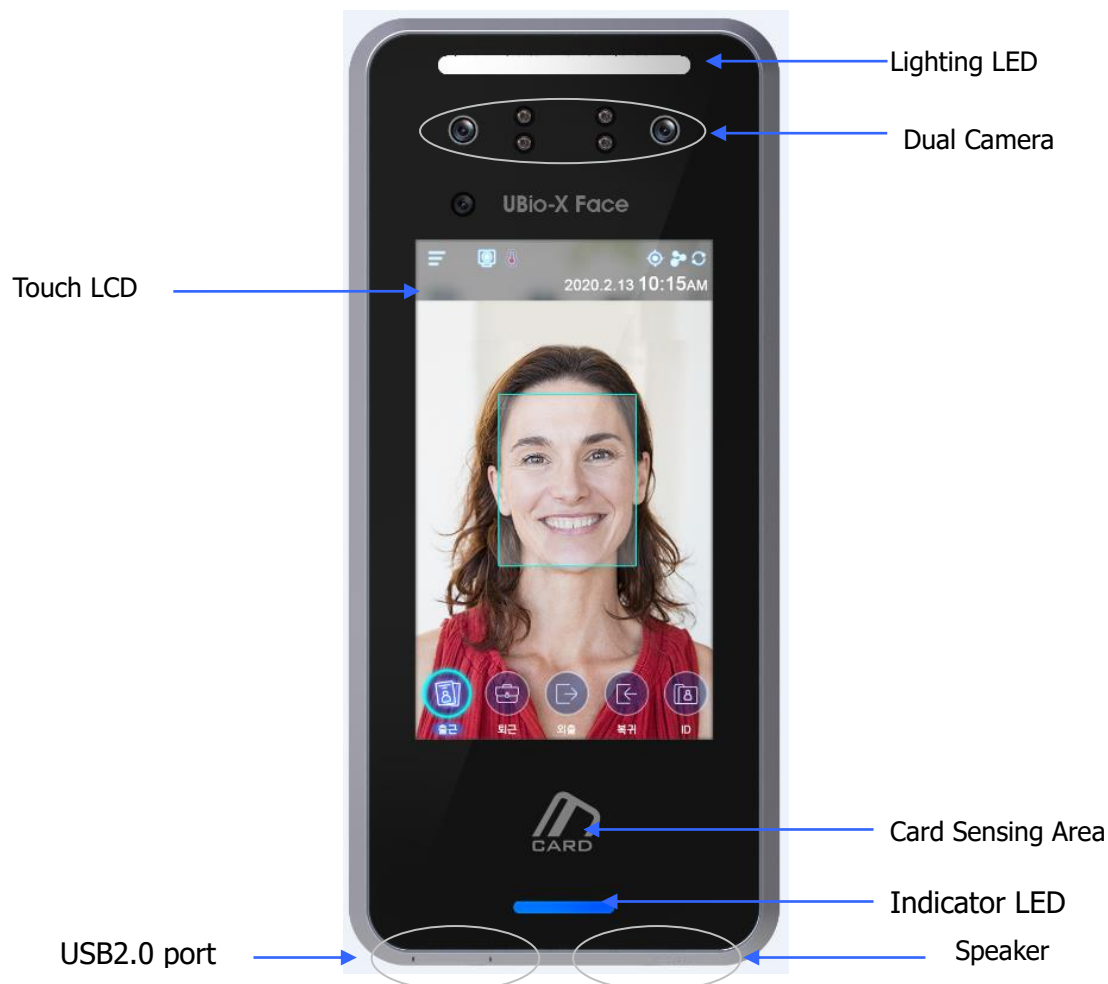 Lighting LED
Dual Camera
UBio-X Face
Touch LCD
2020.2.13 10:15AM
출근 퇴근 외출 복귀 ID
CARD
Card Sensing Area
Indicator LED
USB2.0 port
Speaker